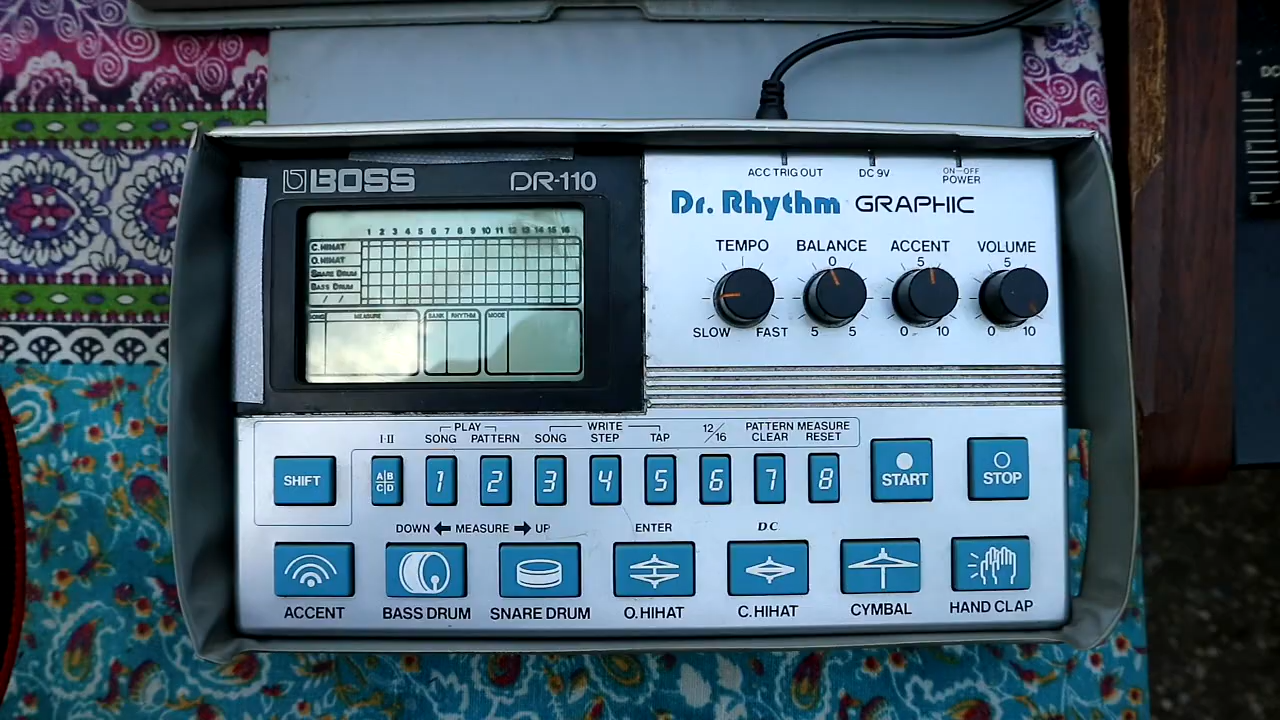 BOSS DR-110
ACC TRIG OUT DC 9V ON-OFF
POWER
DC
Dr. Rhythm GRAPHIC
TEMPO BALANCE ACCENT VOLUME
0 5 5
SLOW FAST 5 5 0 10 0 10
1 2 3 4 5 6 7 8 9 10 11 12 13 14 15 16
C. HIHAT
O. HIHAT
SNARE DRUM
BASS DRUM
/ /
SONG MEASURE BANK RHYTHM MODE
PLAY WRITE
I·II SONG PATTERN SONG STEP TAP 12/16 PATTERN CLEAR MEASURE RESET
SHIFT A B C D 1 2 3 4 5 6 7 8 START STOP
DOWN MEASURE UP ENTER DC
ACCENT BASS DRUM SNARE DRUM O. HIHAT C. HIHAT CYMBAL HAND CLAP